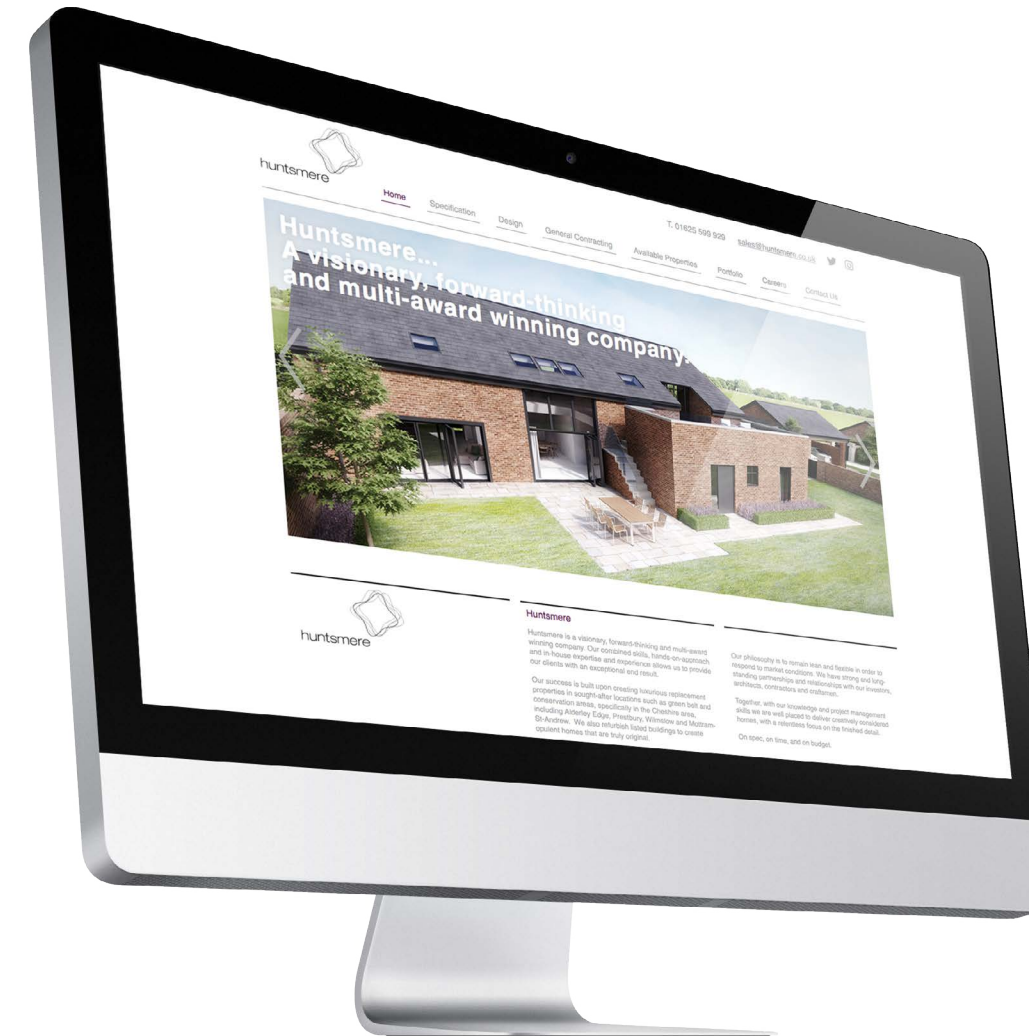 huntsmere
T. 01625 599 929 sales@huntsmere.co.uk
Home Specification Design General Contracting Available Properties Portfolio Careers Contact Us
Huntsmere...
A visionary, forward-thinking
and multi-award winning company.
huntsmere
Huntsmere
Huntsmere is a visionary, forward-thinking and multi-award
winning company. Our combined skills, hands-on-approach
and in-house expertise and experience allows us to provide
our clients with an exceptional end result.
Our success is built upon creating luxurious replacement
properties in sought-after locations such as green belt and
conservation areas, specifically in the Cheshire area,
including Alderley Edge, Prestbury, Wilmslow and Mottram-
St-Andrew. We also refurbish listed buildings to create
opulent homes that are truly original.
Our philosophy is to remain lean and flexible in order to
respond to market conditions. We have strong and long-
standing partnerships and relationships with our investors,
architects, contractors and craftsmen.
Together, with our knowledge and project management
skills we are well placed to deliver creatively considered
homes, with a relentless focus on the finished detail.
On spec, on time, and on budget.